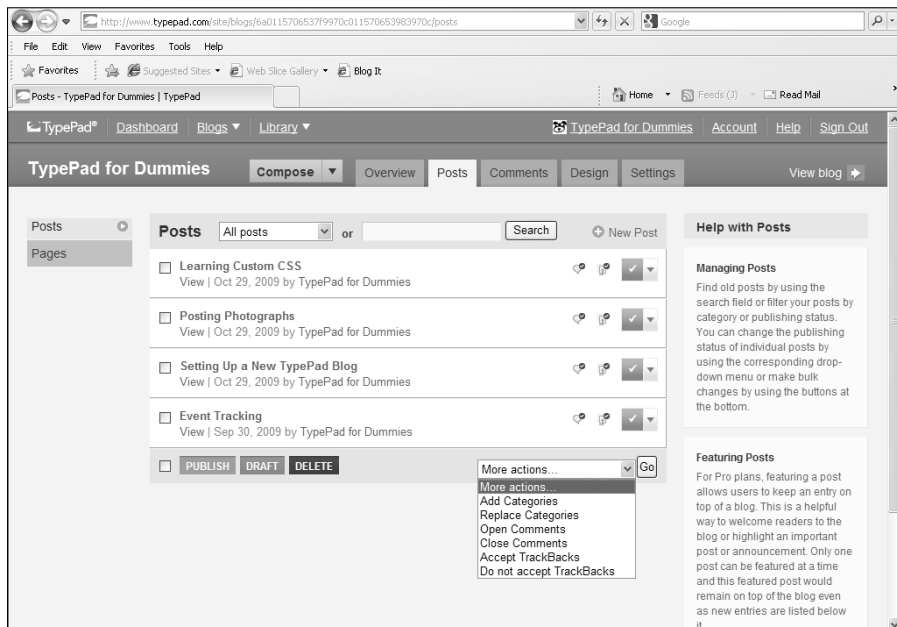 http://www.typepad.com/site/blogs/6a0115706537f9970c011570653983970c/posts
Google
File Edit View Favorites Tools Help
Favorites Suggested Sites Web Slice Gallery Blog It
Posts - TypePad for Dummies | TypePad
Home Feeds (J) Read Mail »
TypePad® Dashboard Blogs Library TypePad for Dummies Account Help Sign Out
TypePad for Dummies Compose Overview Posts Comments Design Settings View blog
Posts
Pages
Posts All posts or Search New Post
Learning Custom CSS
View | Oct 29, 2009 by TypePad for Dummies
Posting Photographs
View | Oct 29, 2009 by TypePad for Dummies
Setting Up a New TypePad Blog
View | Oct 29, 2009 by TypePad for Dummies
Event Tracking
View | Sep 30, 2009 by TypePad for Dummies
PUBLISH DRAFT DELETE More actions... Go
More actions...
Add Categories
Replace Categories
Open Comments
Close Comments
Accept TrackBacks
Do not accept TrackBacks
Help with Posts
Managing Posts
Find old posts by using the
search field or filter your posts by
category or publishing status.
You can change the publishing
status of individual posts by
using the corresponding drop-
down menu or make bulk
changes by using the buttons at
the bottom.
Featuring Posts
For Pro plans, featuring a post
allows users to keep an entry on
top of a blog. This is a helpful
way to welcome readers to the
blog or highlight an important
post or announcement. Only one
post can be featured at a time
and this featured post would
remain on top of the blog even
as new entries are listed below
it.